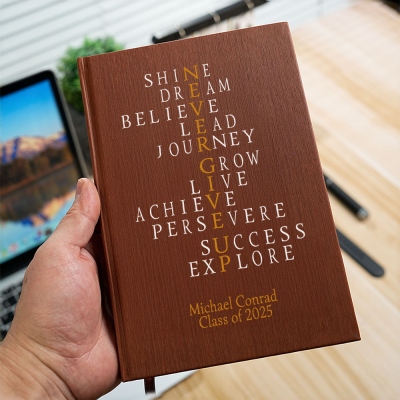 SHINE
DREAM
BELIEVE
LEAD
JOURNEY
GROW
LIVE
ACHIEVE
PERSEVERE
SUCCESS
EXPLORE
Michael Conrad
Class of 2025